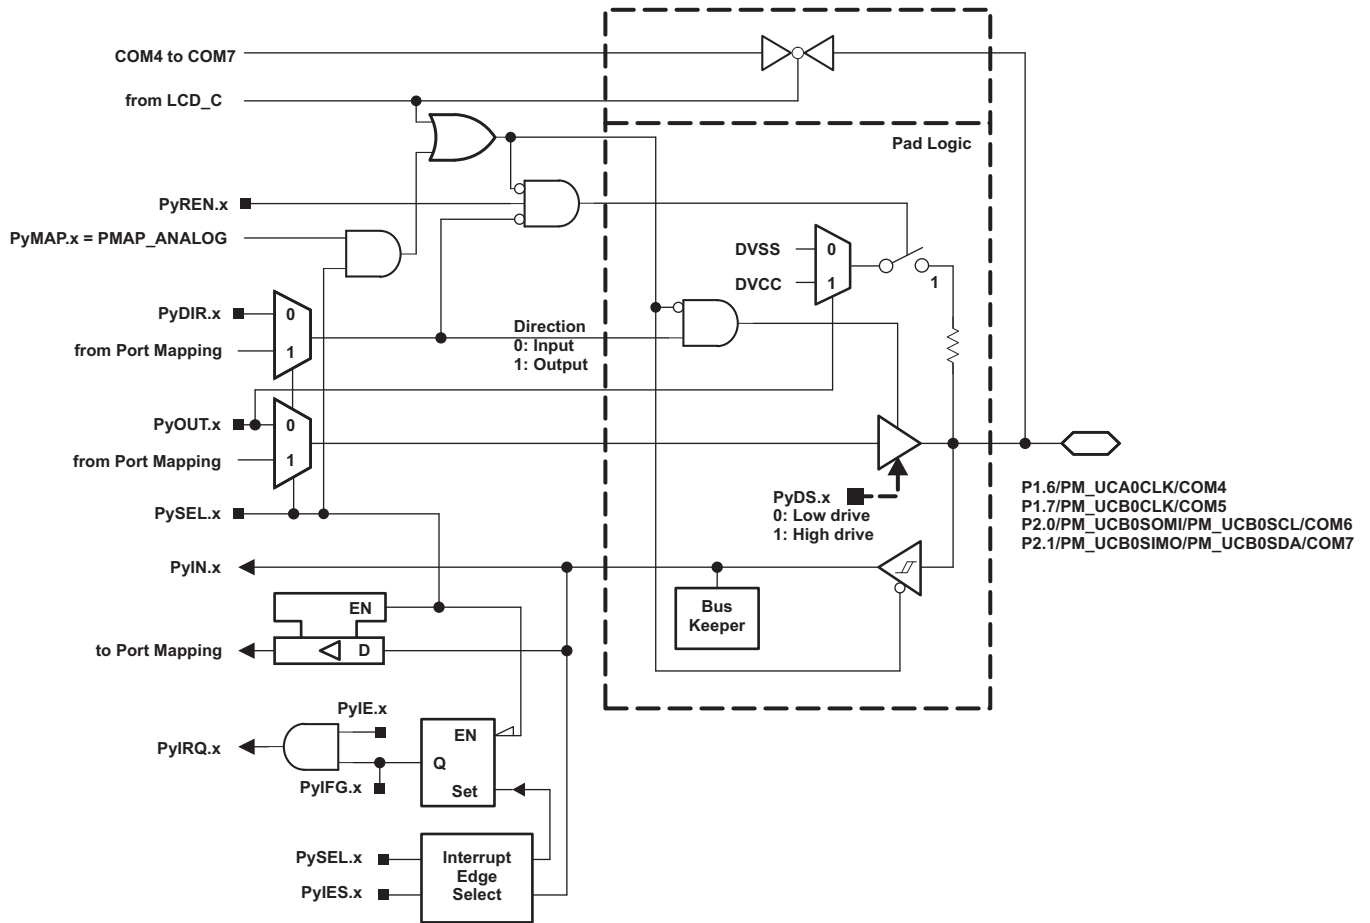 COM4 to COM7
from LCD_C
Pad Logic
PyREN.x
PyMAP.x = PMAP_ANALOG
DVSS
0
DVCC
1
1
PyDIR.x
0
from Port Mapping
1
Direction
0: Input
1: Output
PyOUT.x
0
from Port Mapping
1
PySEL.x
PyDS.x
0: Low drive
1: High drive
P1.6/PM_UCA0CLK/COM4
P1.7/PM_UCB0CLK/COM5
P2.0/PM_UCB0SOMI/PM_UCB0SCL/COM6
P2.1/PM_UCB0SIMO/PM_UCB0SDA/COM7
PyIN.x
EN
Bus
Keeper
to Port Mapping
D
PyIE.x
EN
PyIRQ.x
Q
PyIFG.x
Set
PySEL.x
PyIES.x
Interrupt
Edge
Select